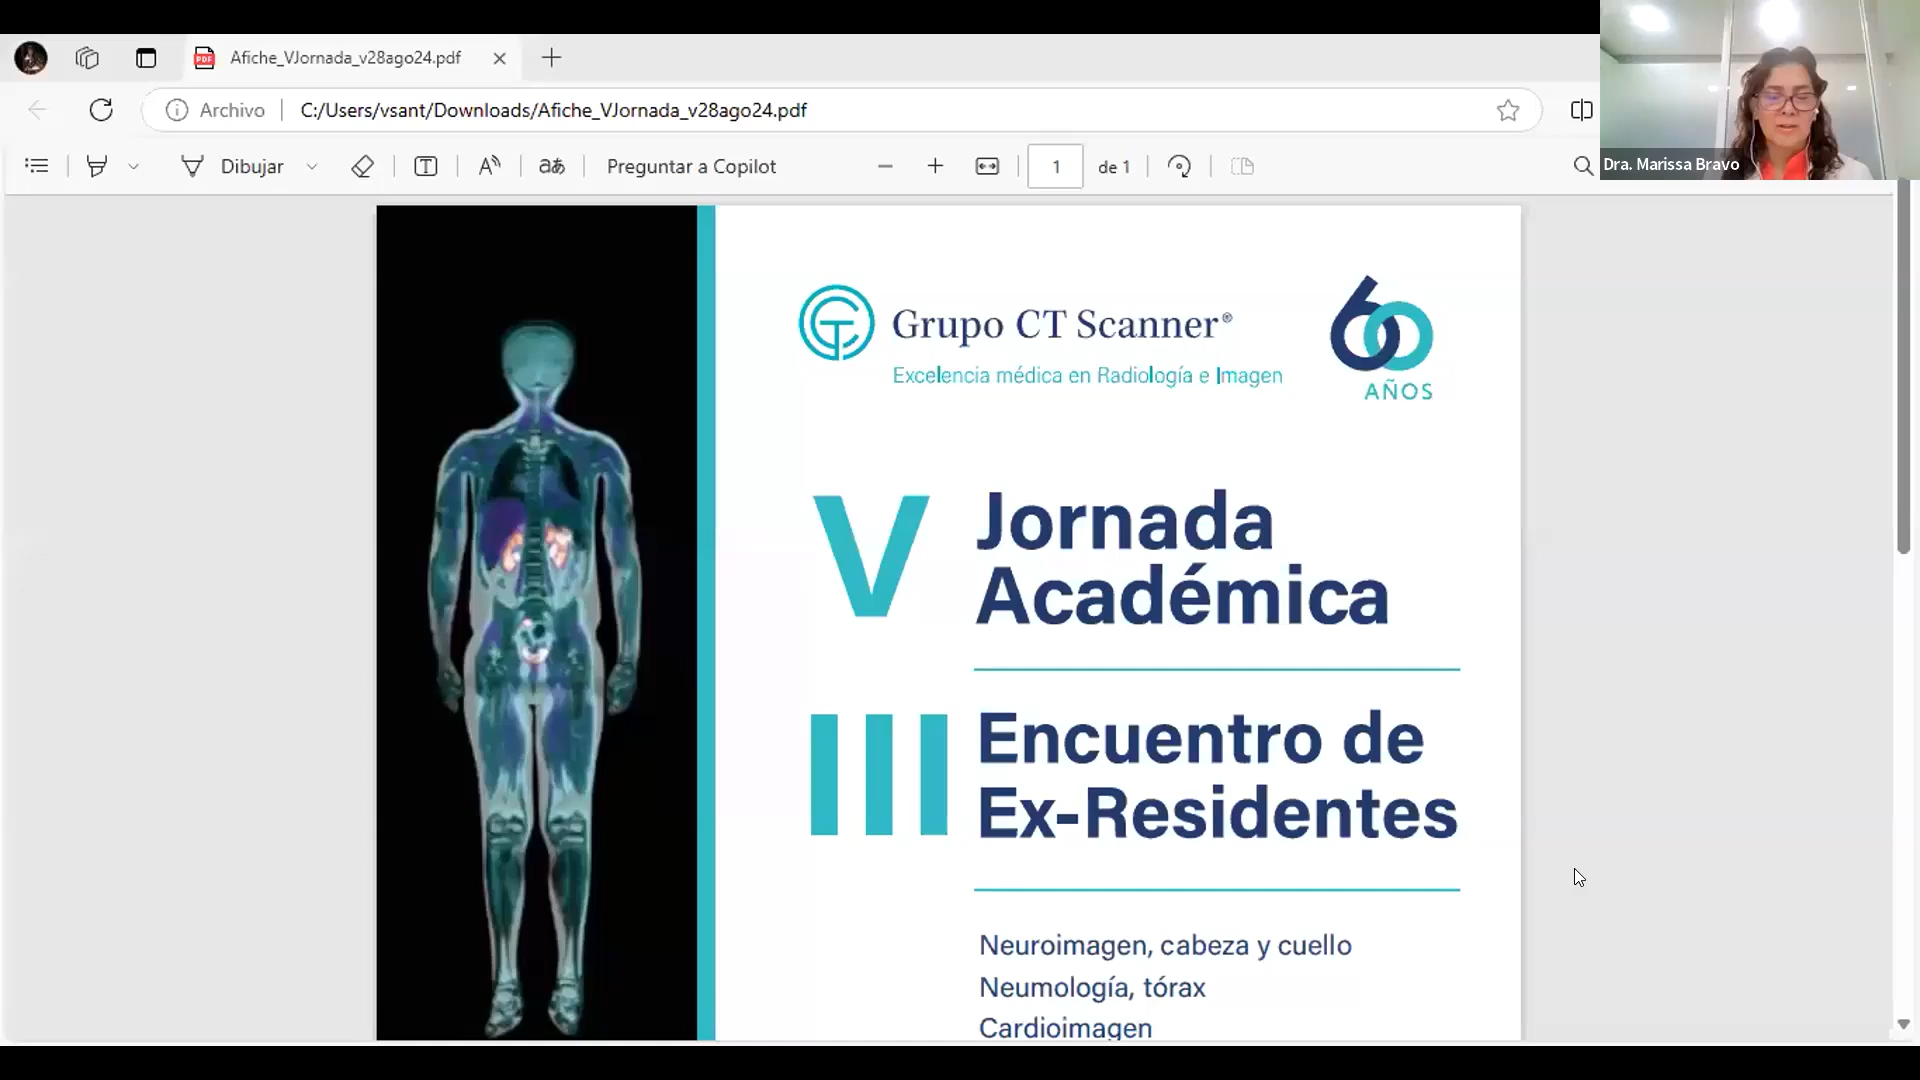 Afiche_VJornada_v28ago24.pdf
Archivo
C:/Users/vsant/Downloads/Afiche_VJornada_v28ago24.pdf
PDF
Dibujar
Preguntar a Copilot
1
de 1
Dra. Marissa Bravo
Grupo CT Scanner®
Excelencia médica en Radiología e Imagen
60
AÑOS
V
Jornada
Académica
III
Encuentro de
Ex-Residentes
Neuroimagen, cabeza y cuello
Neumología, tórax
Cardioimagen